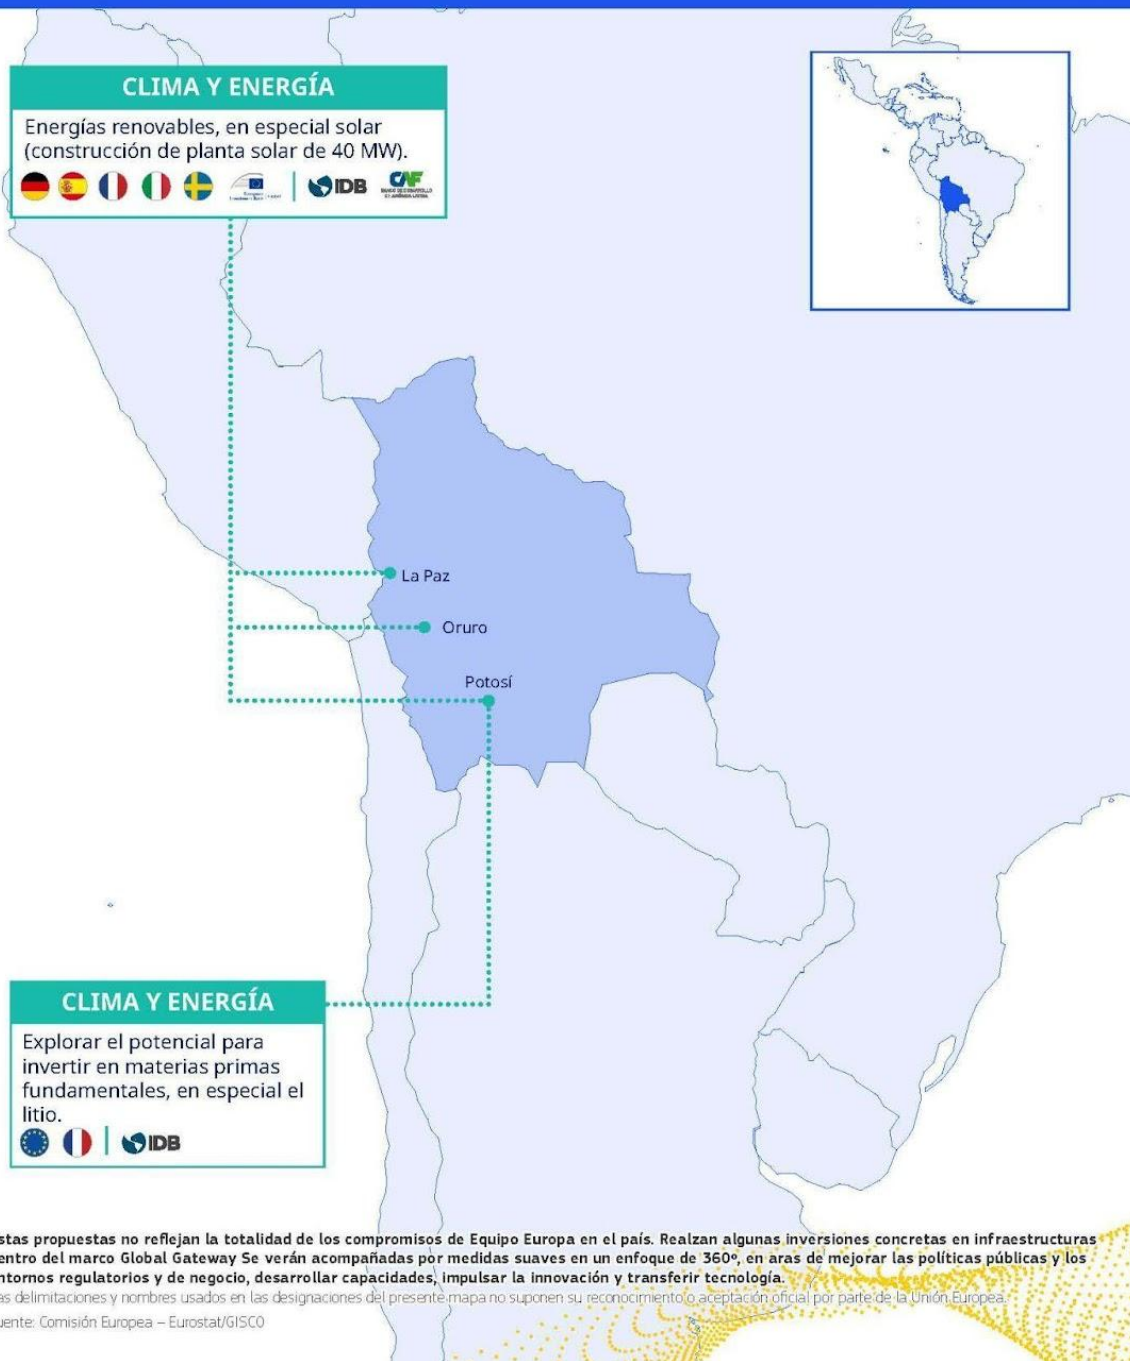 CLIMA Y ENERGÍA
Energías renovables, en especial solar
(construcción de planta solar de 40 MW).
IDB
CAF
La Paz
Oruro
Potosí
CLIMA Y ENERGÍA
Explorar el potencial para
invertir en materias primas
fundamentales, en especial el
litio.
IDB
stas propuestas no reflejan la totalidad de los compromisos de Equipo Europa en el país. Realzan algunas inversiones concretas en infraestructuras
entro del marco Global Gateway Se verán acompañadas por medidas suaves en un enfoque de 360º, en aras de mejorar las políticas públicas y los
ntornos regulatorios y de negocio, desarrollar capacidades, impulsar la innovación y transferir tecnología.
as delimitaciones y nombres usados en las designaciones del presente mapa no suponen su reconocimiento o aceptación oficial por parte de la Unión Europea.
uente: Comisión Europea – Eurostat/GISCO